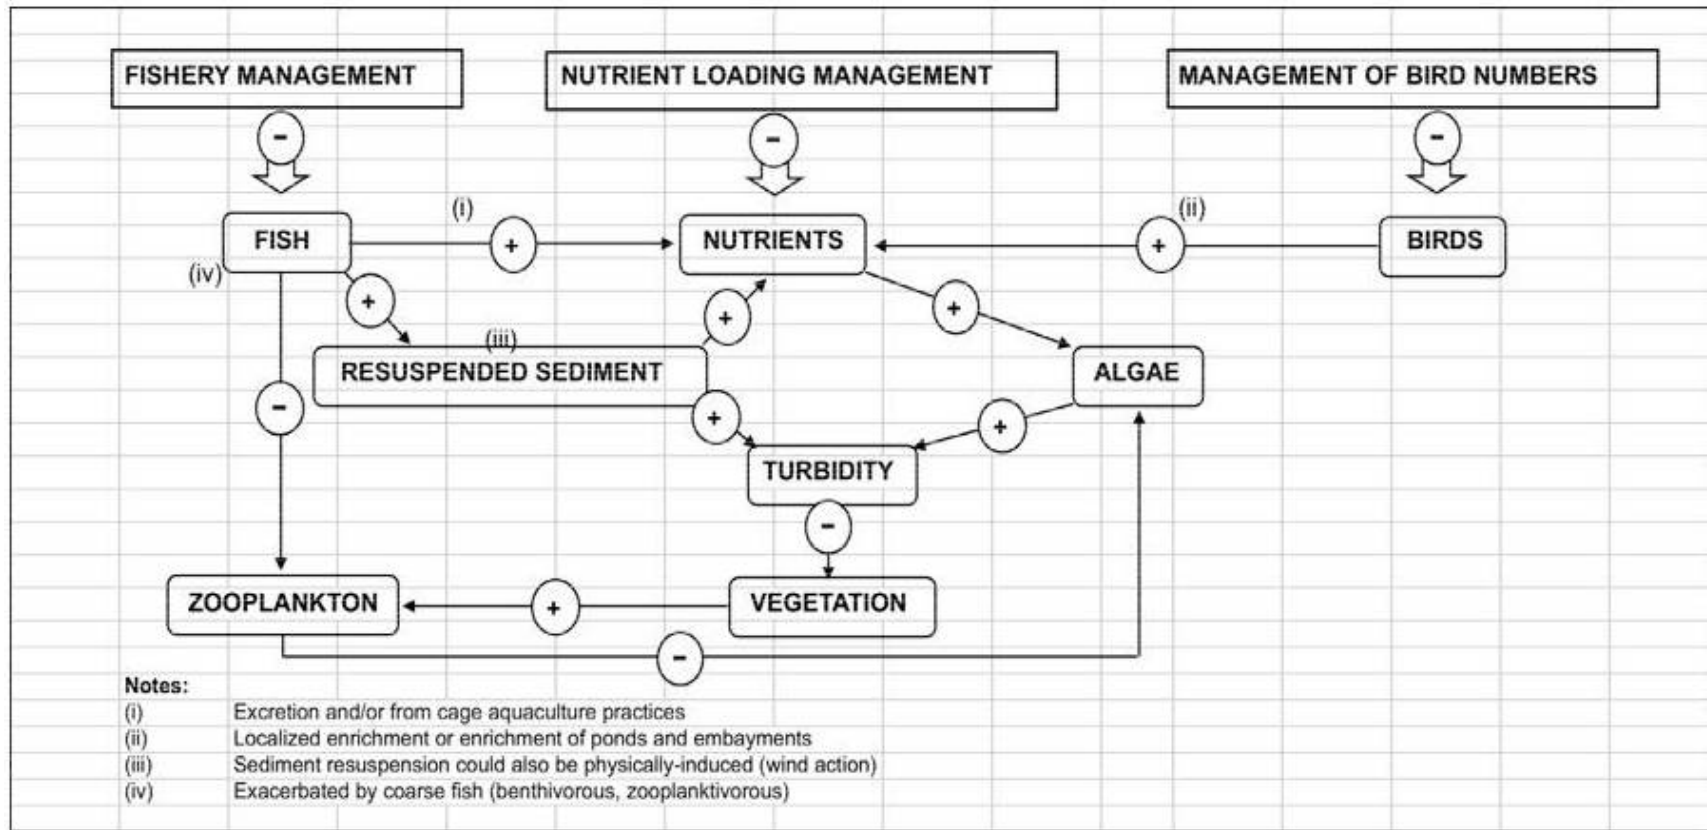 FISHERY MANAGEMENT
NUTRIENT LOADING MANAGEMENT
MANAGEMENT OF BIRD NUMBERS
-
-
-
(i)
(ii)
FISH
+
NUTRIENTS
+
BIRDS
(iv)
+
+
+
(iii)
RESUSPENDED SEDIMENT
ALGAE
-
+
+
TURBIDITY
-
ZOOPLANKTON
+
VEGETATION
-
Notes:
(i) Excretion and/or from cage aquaculture practices
(ii) Localized enrichment or enrichment of ponds and embayments
(iii) Sediment resuspension could also be physically-induced (wind action)
(iv) Exacerbated by coarse fish (benthivorous, zooplanktivorous)